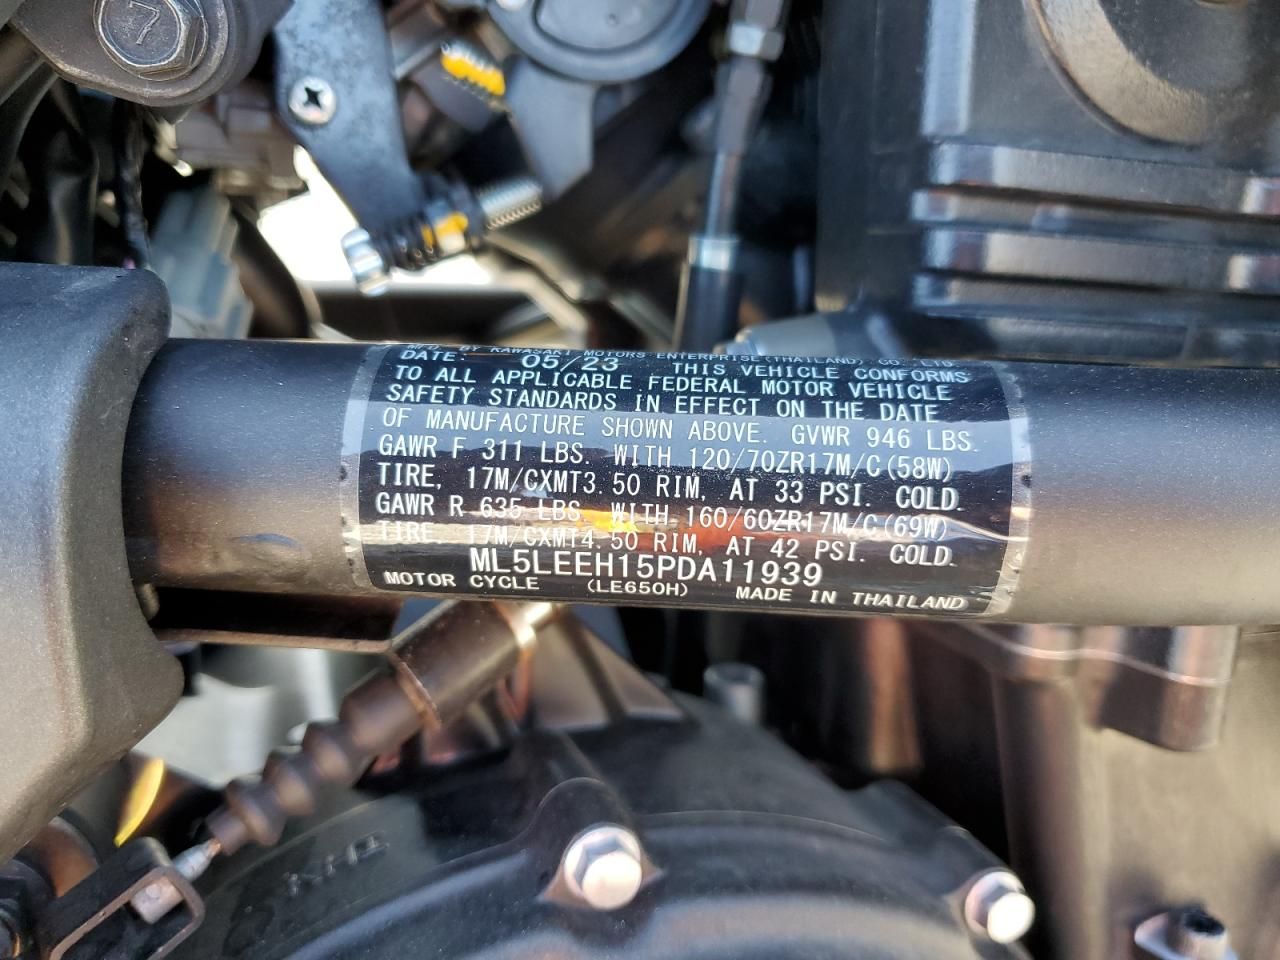 7
MFD. BY KAWASAKI MOTORS ENTERPRISE (THAILAND) CO., LTD.
DATE: 05/23 THIS VEHICLE CONFORMS
TO ALL APPLICABLE FEDERAL MOTOR VEHICLE
SAFETY STANDARDS IN EFFECT ON THE DATE
OF MANUFACTURE SHOWN ABOVE. GVWR 946 LBS.
GAWR F 311 LBS. WITH 120/70ZR17M/C(58W)
TIRE, 17M/CXMT3.50 RIM, AT 33 PSI. COLD.
GAWR R 635 LBS. WITH 160/60ZR17M/C(69W)
TIRE, 17M/CXMT4.50 RIM, AT 42 PSI. COLD.
ML5LEEH15PDA11939
MOTOR CYCLE (LE650H) MADE IN THAILAND
KHI